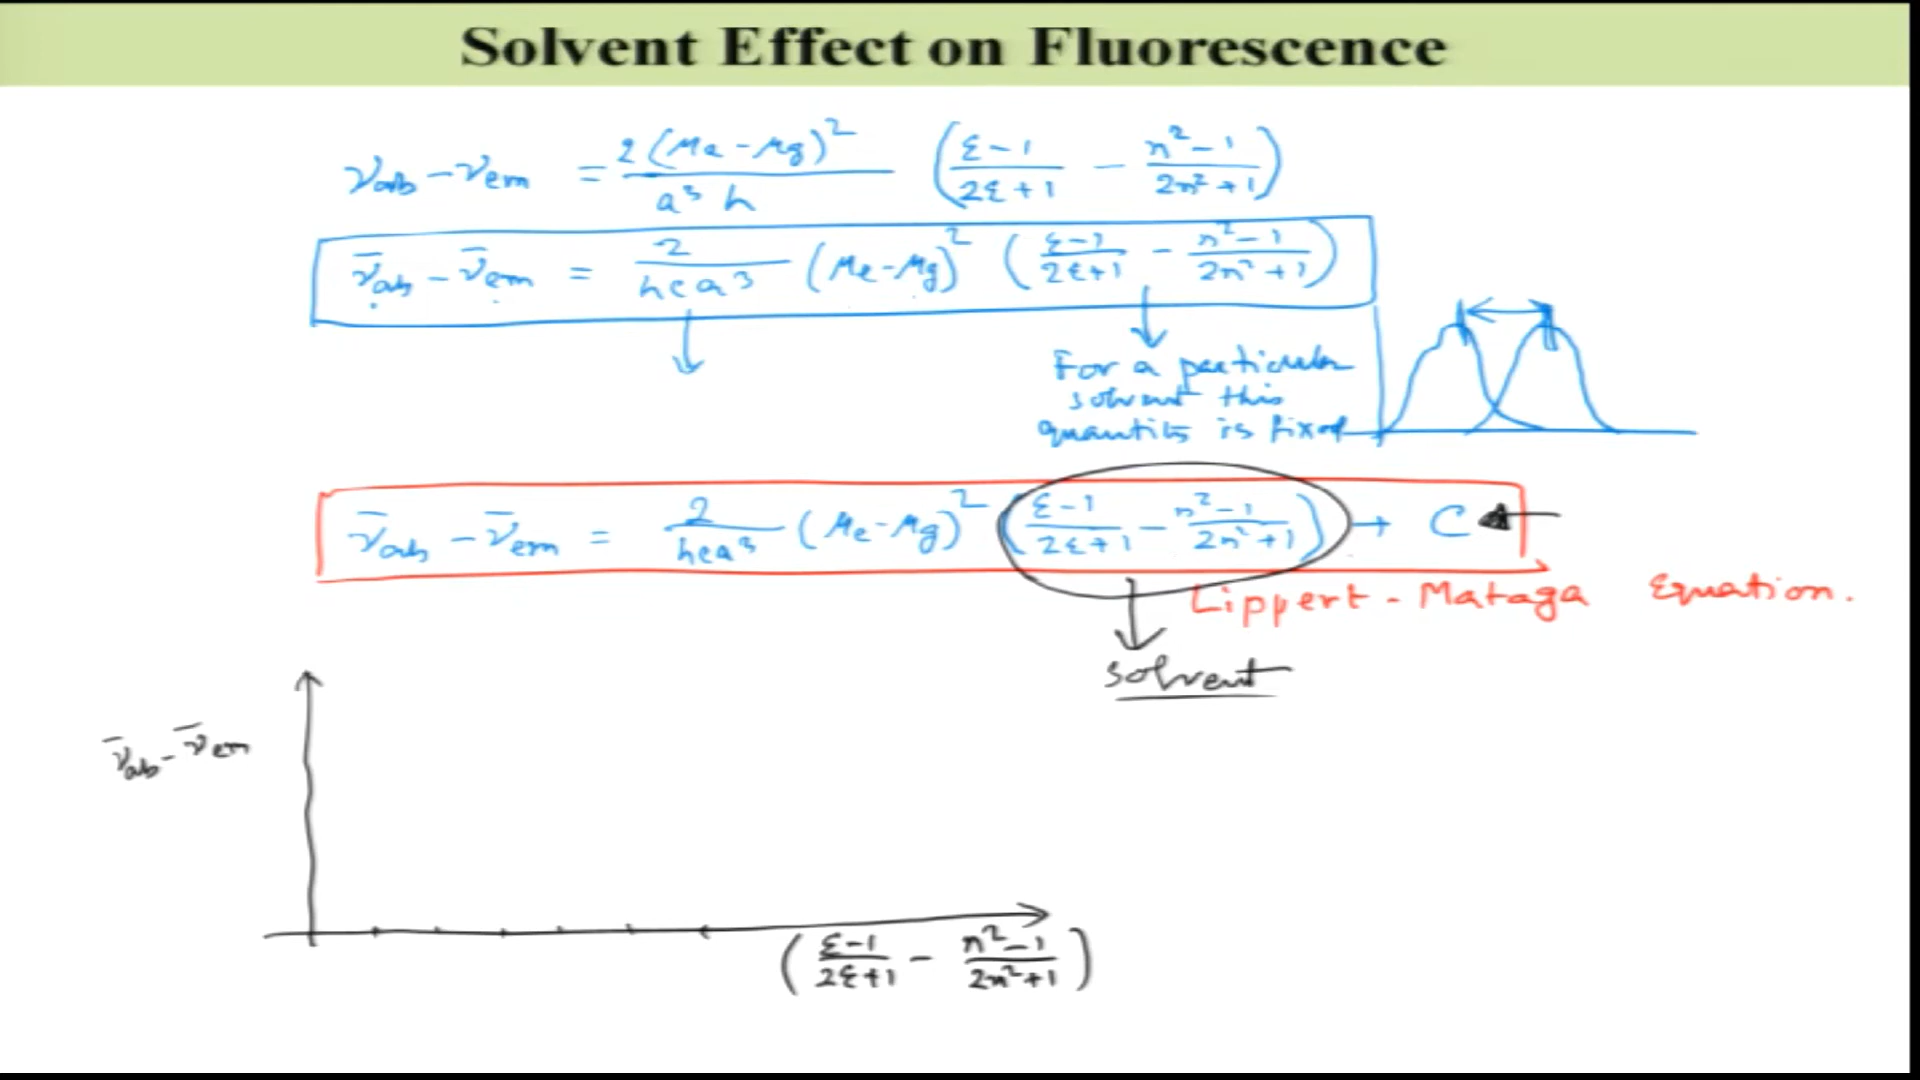 Solvent Effect on Fluorescence
ν_ab − ν_em = 2(μe − μg)² / a³h ((ε−1)/(2ε+1) − (n²−1)/(2n²+1))
ν̄_ab − ν̄_em = 2/hca³ (μe − μg)² ((ε−1)/(2ε+1) − (n²−1)/(2n²+1))
For a particular
solvent this
quantity is fixed
ν̄_ab − ν̄_em = 2/hca³ (μe − μg)² ((ε−1)/(2ε+1) − (n²−1)/(2n²+1)) → C
Lippert - Mataga Equation.
solvent
ν̄_ab − ν̄_em
((ε−1)/(2ε+1) − (n²−1)/(2n²+1))